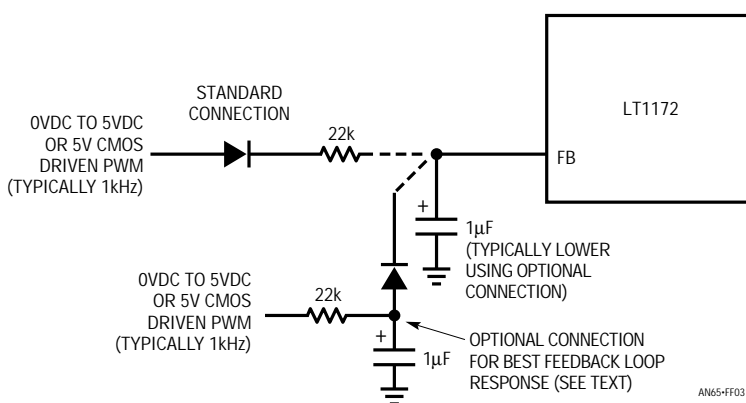 STANDARD
CONNECTION
0VDC TO 5VDC
OR 5V CMOS
DRIVEN PWM
(TYPICALLY 1kHz)
22k
LT1172
FB
+
1µF
(TYPICALLY LOWER
USING OPTIONAL
CONNECTION)
0VDC TO 5VDC
OR 5V CMOS
DRIVEN PWM
(TYPICALLY 1kHz)
22k
+
1µF
OPTIONAL CONNECTION
FOR BEST FEEDBACK LOOP
RESPONSE (SEE TEXT)
AN65•FF03